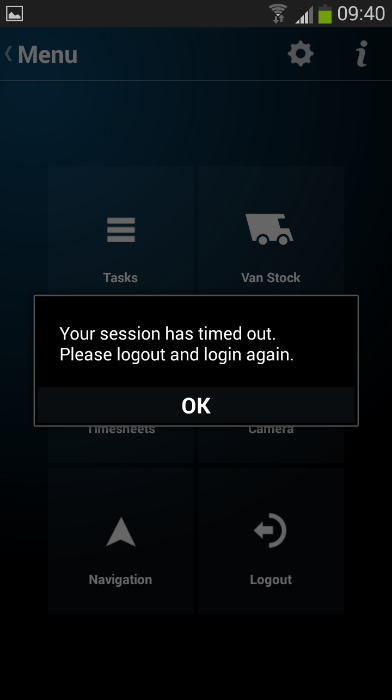 09:40
Menu
Tasks
Van Stock
Your session has timed out.
Please logout and login again.
OK
Timesheets
Camera
Navigation
Logout